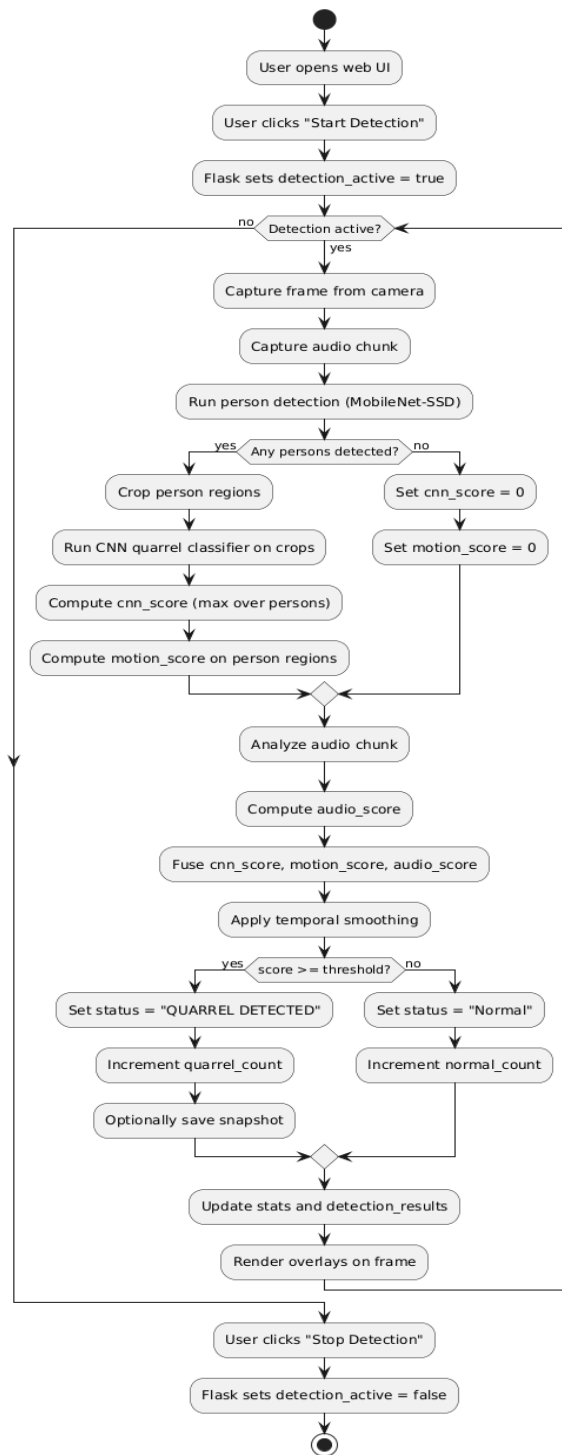 User opens web UI
User clicks "Start Detection"
Flask sets detection_active = true
no
Detection active?
yes
Capture frame from camera
Capture audio chunk
Run person detection (MobileNet-SSD)
yes
Any persons detected?
no
Crop person regions
Set cnn_score = 0
Run CNN quarrel classifier on crops
Set motion_score = 0
Compute cnn_score (max over persons)
Compute motion_score on person regions
Analyze audio chunk
Compute audio_score
Fuse cnn_score, motion_score, audio_score
Apply temporal smoothing
yes
score >= threshold?
no
Set status = "QUARREL DETECTED"
Set status = "Normal"
Increment quarrel_count
Increment normal_count
Optionally save snapshot
Update stats and detection_results
Render overlays on frame
User clicks "Stop Detection"
Flask sets detection_active = false